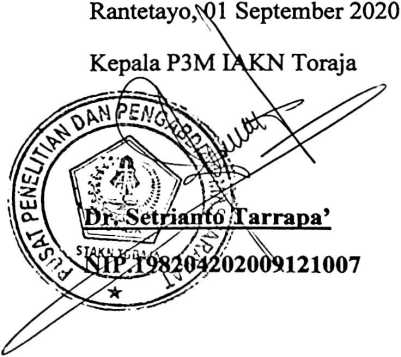 Rantetayo, 01 September 2020
Kepala P3M IAKN Toraja
PUSAT PENELITIAN DAN PENGABDIAN
Dr. Setrianto Tarrapa’
NIP.198204202009121007